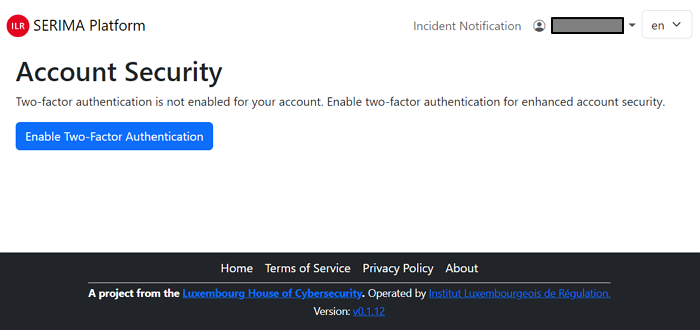 ILR SERIMA Platform Incident Notification en
Account Security
Two-factor authentication is not enabled for your account. Enable two-factor authentication for enhanced account security.
Enable Two-Factor Authentication
Home Terms of Service Privacy Policy About
A project from the Luxembourg House of Cybersecurity. Operated by Institut Luxembourgeois de Régulation.
Version: v0.1.12